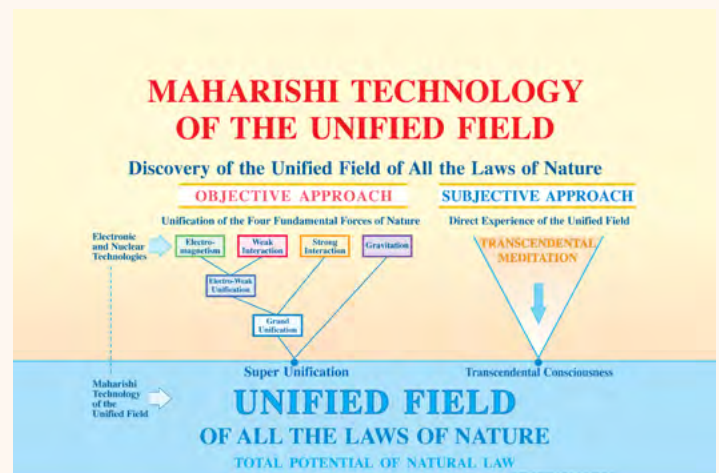 MAHARISHI TECHNOLOGY
OF THE UNIFIED FIELD
Discovery of the Unified Field of All the Laws of Nature
OBJECTIVE APPROACH
Unification of the Four Fundamental Forces of Nature
SUBJECTIVE APPROACH
Direct Experience of the Unified Field
Electronic
and Nuclear
Technologies
Electro-
magnetism
Weak
Interaction
Strong
Interaction
Gravitation
Electro-Weak
Unification
Grand
Unification
TRANSCENDENTAL
MEDITATION
Super Unification
Transcendental Consciousness
Maharishi
Technology
of the
Unified Field
UNIFIED FIELD
OF ALL THE LAWS OF NATURE
TOTAL POTENTIAL OF NATURAL LAW